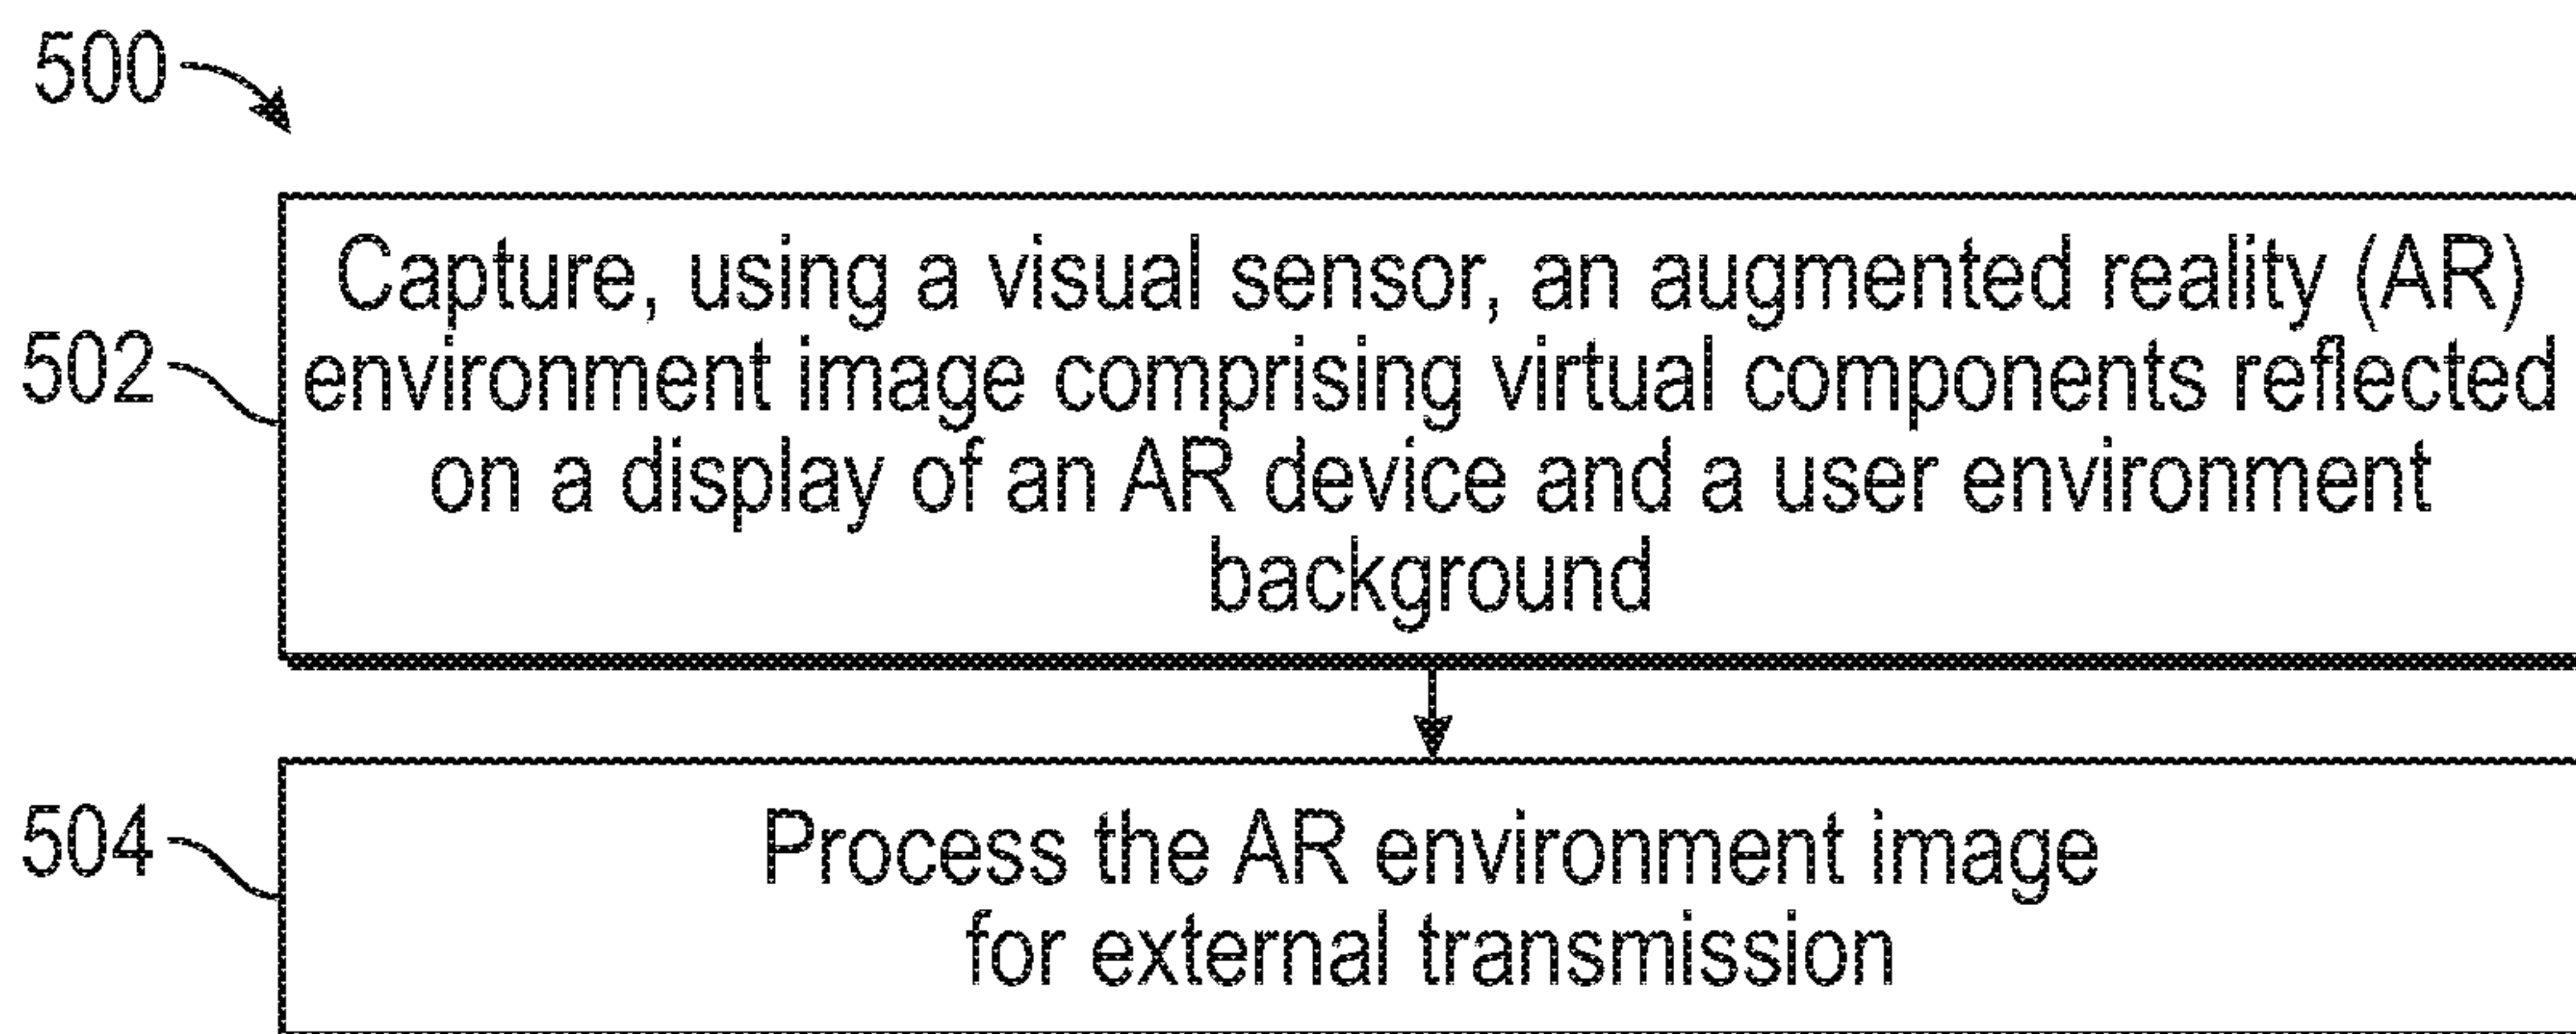 500
Capture, using a visual sensor, an augmented reality (AR)
502
environment image comprising virtual components reflected
on a display of an AR device and a user environment
background
504
Process the AR environment image
for external transmission